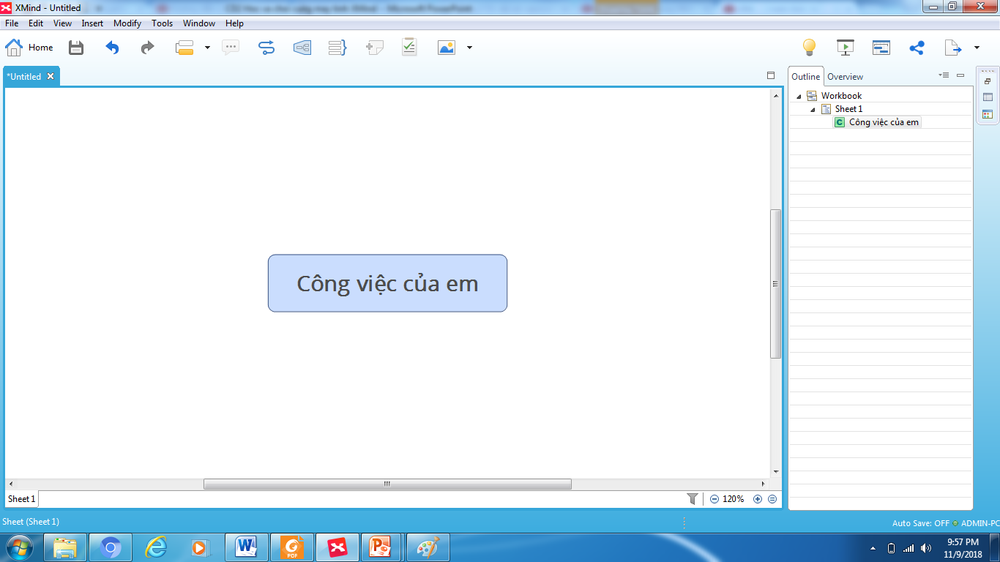 XMind - Untitled
File Edit View Insert Modify Tools Window Help
Home
*Untitled
Outline Overview
Workbook
Sheet 1
C Công việc của em
Công việc của em
Sheet 1
120%
Sheet (Sheet 1)
Auto Save: OFF ADMIN-PC
W PDF P
9:57 PM
11/9/2018